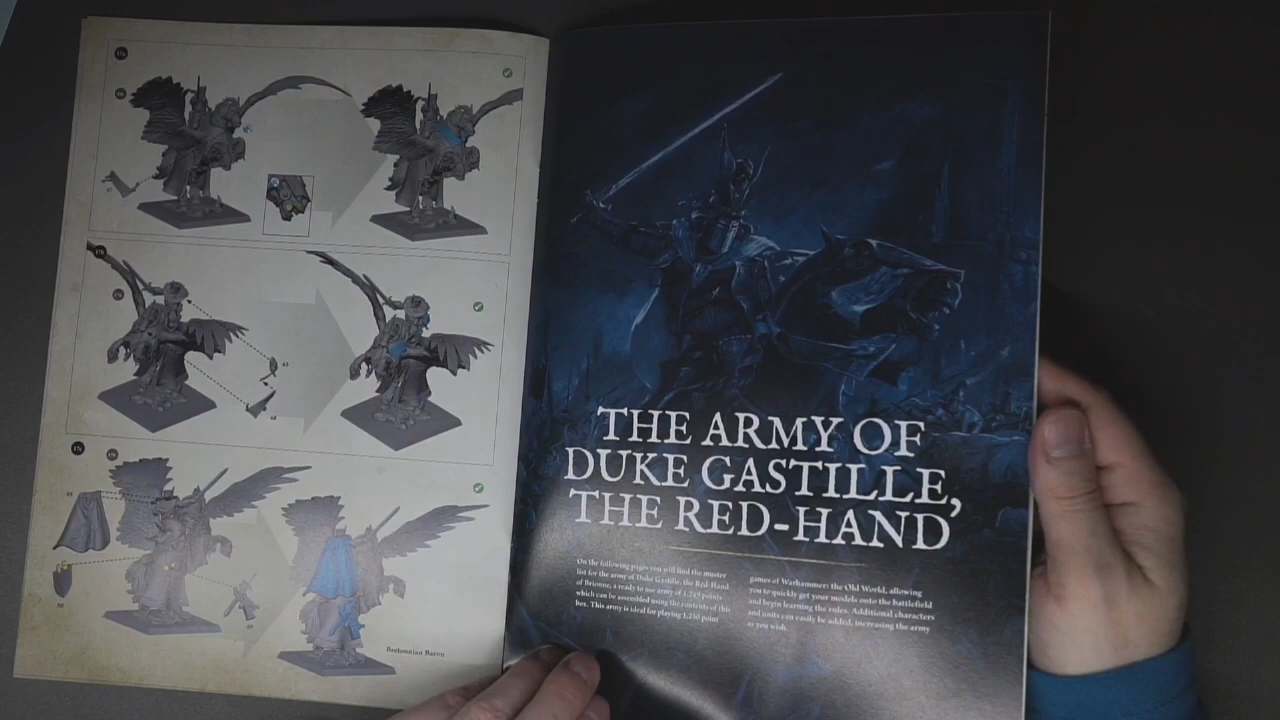 Bretonnian Baron
THE ARMY OF
DUKE GASTILLE,
THE RED-HAND
On the following pages you will find the muster
list for the army of Duke Gastille, the Red-Hand
of Brionne, a ready to use army of 1,249 points
which can be assembled using the contents of this
box. This army is ideal for playing 1,250 point
games of Warhammer: the Old World, allowing
you to quickly get your models onto the battlefield
and begin learning the rules. Additional characters
and units can easily be added, increasing the army
as you wish.